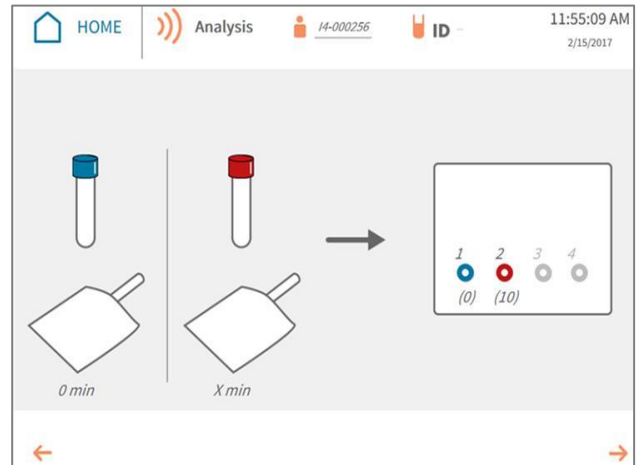 HOME Analysis I4-000256 ID -- 11:55:09 AM
2/15/2017
1 2 3 4
(0) (10)
0 min X min